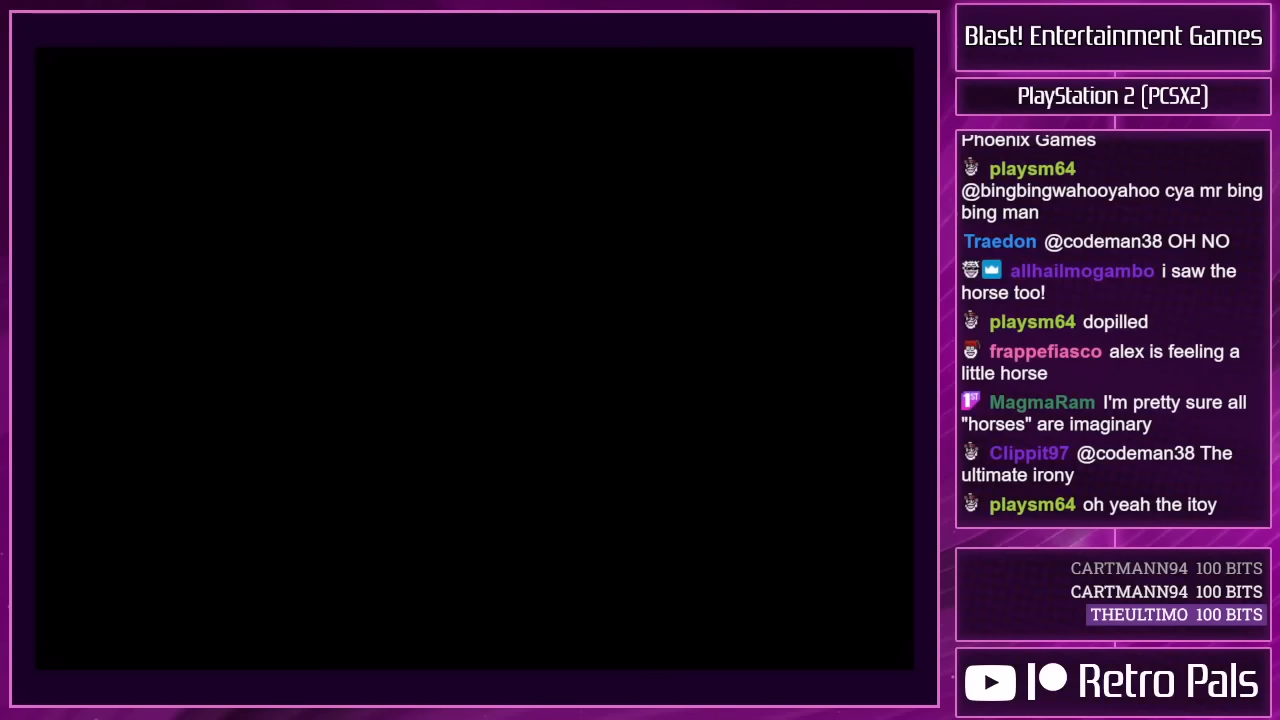 Blast! Entertainment Games
PlayStation 2 (PCSX2)
Phoenix Games
playsm64
@bingbingwahooyahoo cya mr bing
bing man
Traedon @codeman38 OH NO
allhailmogambo i saw the
horse too!
playsm64 dopilled
frappefiasco alex is feeling a
little horse
1ST MagmaRam I'm pretty sure all
"horses" are imaginary
Clippit97 @codeman38 The
ultimate irony
playsm64 oh yeah the itoy
CARTMANN94 100 BITS
CARTMANN94 100 BITS
THEULTIMO 100 BITS
Retro Pals